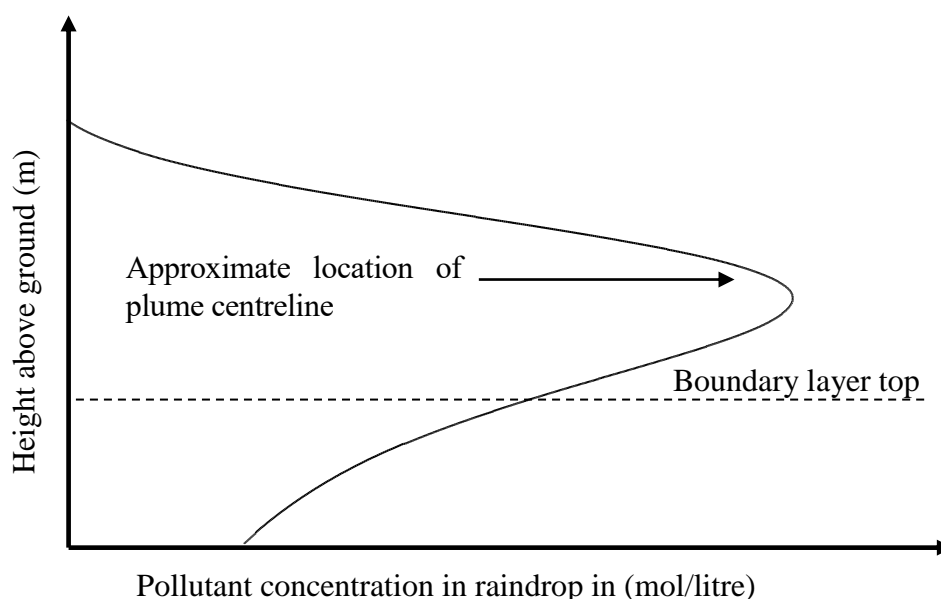 Height above ground (m)
Approximate location of
plume centreline
Boundary layer top
Pollutant concentration in raindrop in (mol/litre)